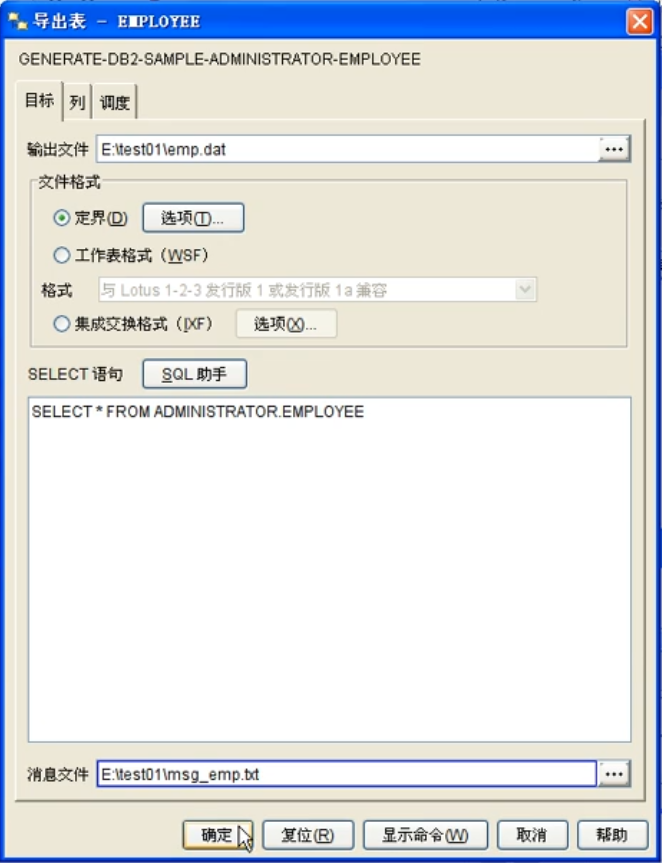 导出表 - EMPLOYEE
GENERATE-DB2-SAMPLE-ADMINISTRATOR-EMPLOYEE
目标 列 调度
输出文件 E:\test01\emp.dat ...
文件格式
定界(D) 选项(T)...
工作表格式（WSF）
格式 与 Lotus 1-2-3 发行版 1 或发行版 1a 兼容
集成交换格式（IXF） 选项(X)...
SELECT 语句 SQL 助手
SELECT * FROM ADMINISTRATOR.EMPLOYEE
消息文件 E:\test01\msg_emp.txt ...
确定 复位(R) 显示命令(W) 取消 帮助